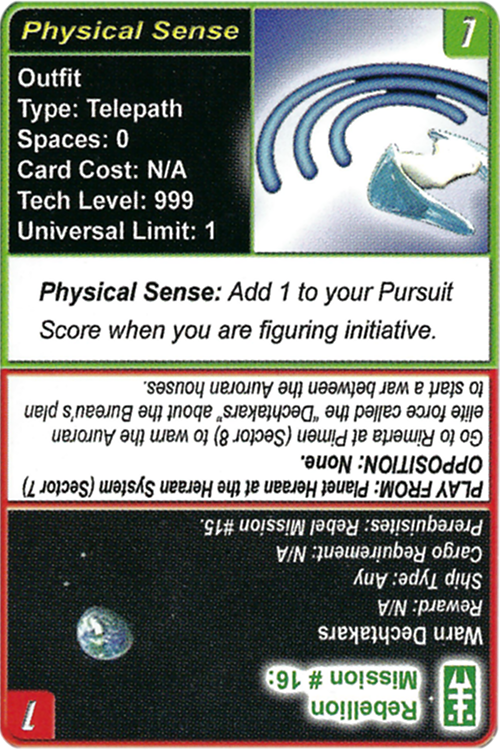 Physical Sense
1
Outfit
Type: Telepath
Spaces: 0
Card Cost: N/A
Tech Level: 999
Universal Limit: 1
Physical Sense: Add 1 to your Pursuit
Score when you are figuring initiative.
1
Rebellion
Mission # 16:
Warn Dechtakars
Reward: N/A
Ship Type: Any
Cargo Requirement: N/A
Prerequisites: Rebel Mission #15.
PLAY FROM: Planet Heraan at the Heraan System (Sector 7)
OPPOSITION: None.
Go to Rimerta at Pimen (Sector 8) to warn the Auroran
elite force called the "Dechtakars" about the Bureau's plan
to start a war between the Auroran houses.